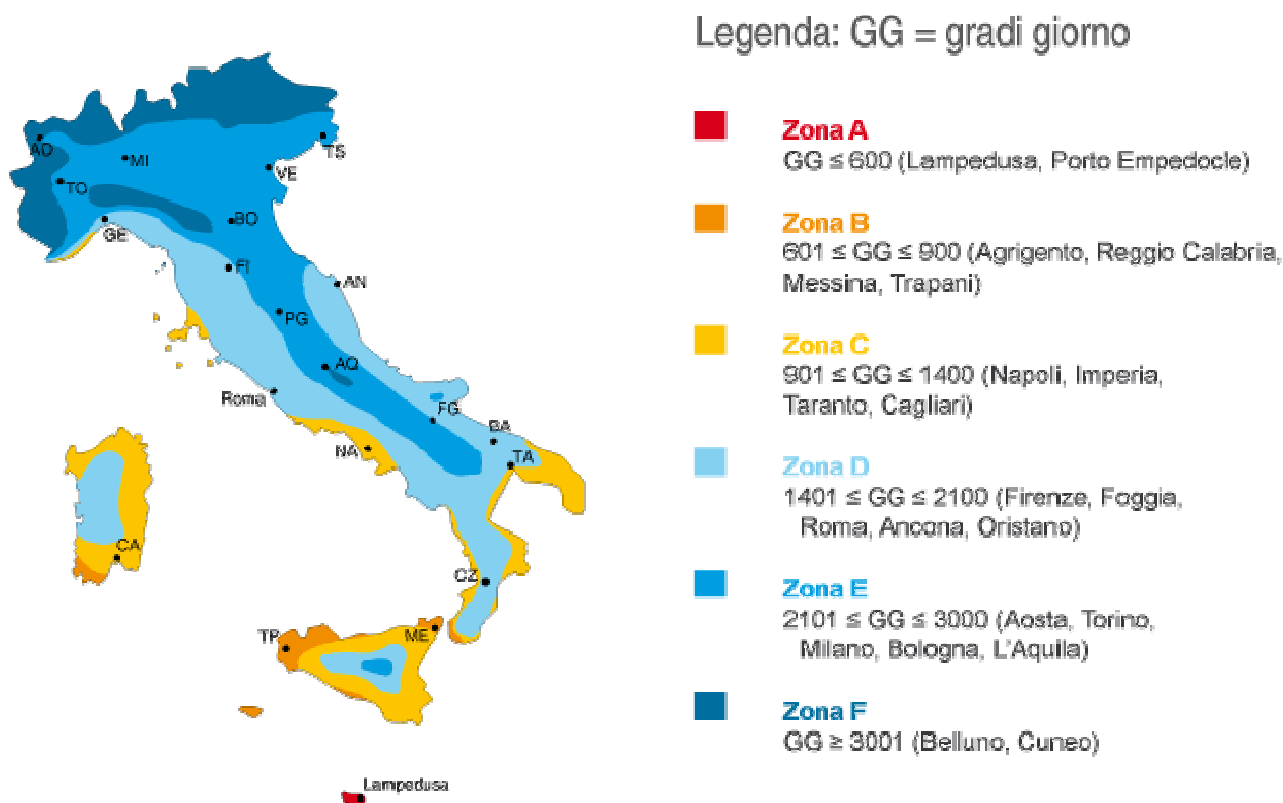 Legenda: GG = gradi giorno
Zona A
GG ≤ 600 (Lampedusa, Porto Empedocle)
Zona B
601 ≤ GG ≤ 900 (Agrigento, Reggio Calabria,
Messina, Trapani)
Zona C
901 ≤ GG ≤ 1400 (Napoli, Imperia,
Taranto, Cagliari)
Zona D
1401 ≤ GG ≤ 2100 (Firenze, Foggia,
Roma, Ancona, Oristano)
Zona E
2101 ≤ GG ≤ 3000 (Aosta, Torino,
Milano, Bologna, L'Aquila)
Zona F
GG ≥ 3001 (Belluno, Cuneo)
AO
MI
TS
VE
TO
BO
GE
FI
AN
PG
AQ
Roma
FG
BA
NA
TA
CA
CZ
TP
ME
Lampedusa